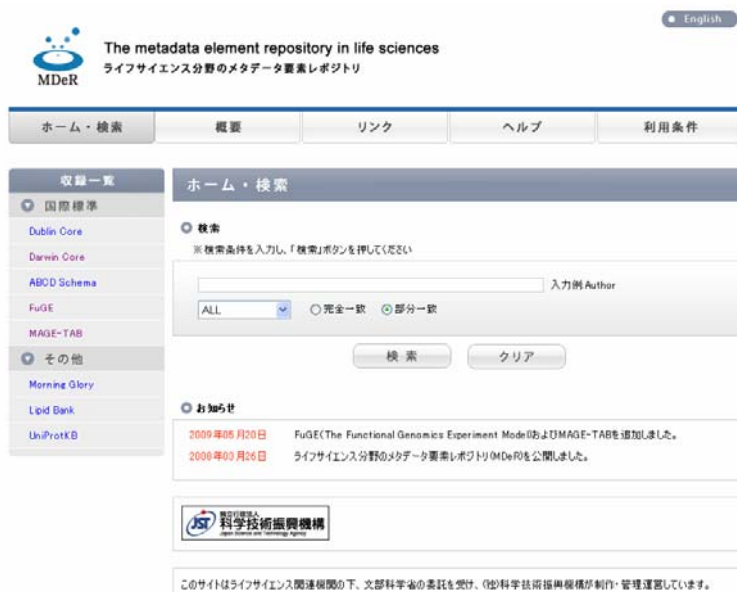 English
The metadata element repository in life sciences
ライフサイエンス分野のメタデータ要素レポジトリ
MDeR
ホーム・検索 概要 リンク ヘルプ 利用条件
収録一覧
国際標準
Dublin Core
Darwin Core
ABCD Schema
FuGE
MAGE-TAB
その他
Morning Glory
Lipid Bank
UniProtKB
ホーム・検索
検索
※検索条件を入力し、「検索」ボタンを押してください
入力例 Author
ALL 完全一致 部分一致
検索 クリア
お知らせ
2009年05月20日 FuGE(The Functional Genomics Experiment Model)およびMAGE-TABを追加しました。
2008年03月26日 ライフサイエンス分野のメタデータ要素レポジトリ(MDeR)を公開しました。
JST
独立行政法人
科学技術振興機構
Japan Science and Technology Agency
このサイトはライフサイエンス関連機関の下、文部科学省の委託を受け、(独)科学技術振興機構が制作・管理運営しています。